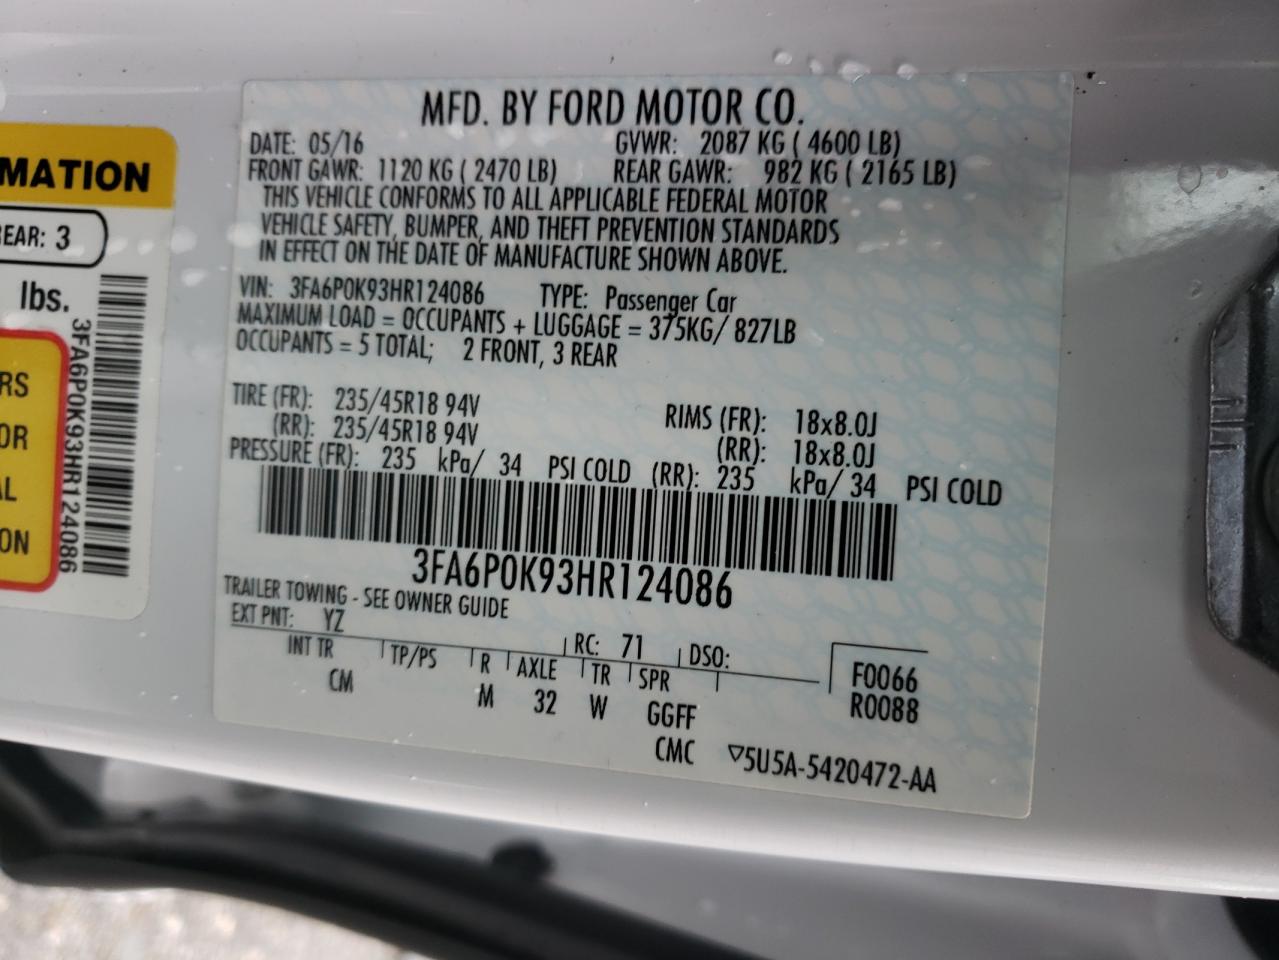 MFD. BY FORD MOTOR CO.
DATE: 05/16 GVWR: 2087 KG ( 4600 LB)
FRONT GAWR: 1120 KG ( 2470 LB) REAR GAWR: 982 KG ( 2165 LB)
THIS VEHICLE CONFORMS TO ALL APPLICABLE FEDERAL MOTOR
VEHICLE SAFETY, BUMPER, AND THEFT PREVENTION STANDARDS
IN EFFECT ON THE DATE OF MANUFACTURE SHOWN ABOVE.
VIN: 3FA6P0K93HR124086 TYPE: Passenger Car
MAXIMUM LOAD = OCCUPANTS + LUGGAGE = 375KG/ 827LB
OCCUPANTS = 5 TOTAL; 2 FRONT, 3 REAR
TIRE (FR): 235/45R18 94V RIMS (FR): 18x8.0J
(RR): 235/45R18 94V (RR): 18x8.0J
PRESSURE (FR): 235 kPa/ 34 PSI COLD (RR): 235 kPa/ 34 PSI COLD
3FA6P0K93HR124086
TRAILER TOWING - SEE OWNER GUIDE
EXT PNT: YZ RC: 71 DSO:
INT TR TP/PS R AXLE TR SPR F0066
CM M 32 W GGFF R0088
CMC ▽5U5A-5420472-AA
MATION
EAR: 3
lbs.
3FA6P0K93HR124086
RS
OR
L
ON